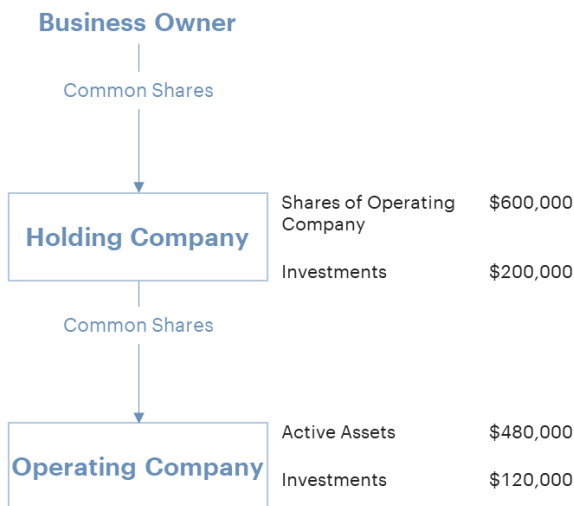 Business Owner
Common Shares
Shares of Operating $600,000
Company
Holding Company
Investments $200,000
Common Shares
Active Assets $480,000
Operating Company
Investments $120,000